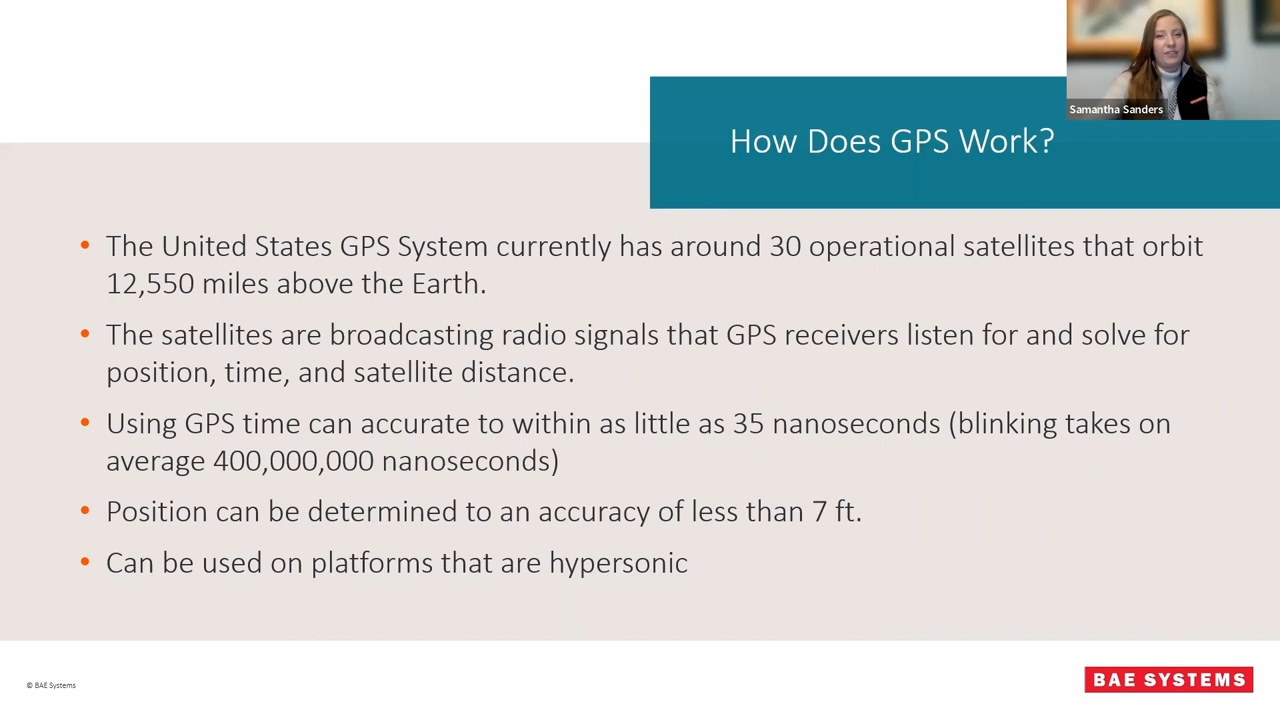 Samantha Sanders
How Does GPS Work?
• The United States GPS System currently has around 30 operational satellites that orbit
12,550 miles above the Earth.
• The satellites are broadcasting radio signals that GPS receivers listen for and solve for
position, time, and satellite distance.
• Using GPS time can accurate to within as little as 35 nanoseconds (blinking takes on
average 400,000,000 nanoseconds)
• Position can be determined to an accuracy of less than 7 ft.
• Can be used on platforms that are hypersonic
© BAE Systems
BAE SYSTEMS